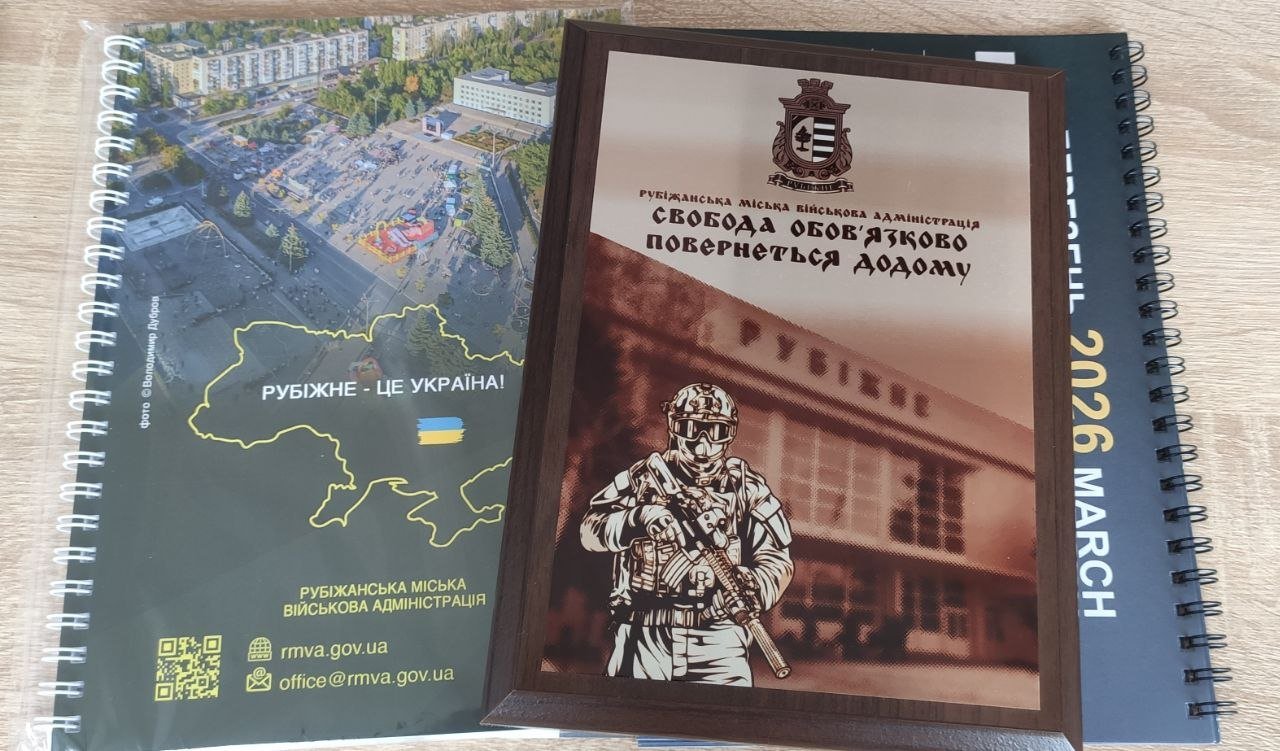 фото ©Володимир Дубров
РУБІЖНЕ - ЦЕ УКРАЇНА!
РУБІЖАНСЬКА МІСЬКА
ВІЙСЬКОВА АДМІНІСТРАЦІЯ
rmva.gov.ua
office@rmva.gov.ua
РУБІЖНЕ
РУБІЖАНСЬКА МІСЬКА ВІЙСЬКОВА АДМІНІСТРАЦІЯ
СВОБОДА ОБОВ'ЯЗКОВО
ПОВЕРНЕТЬСЯ ДОДОМУ
РУБІЖНЕ
БЕРЕЗЕНЬ 2026 MARCH